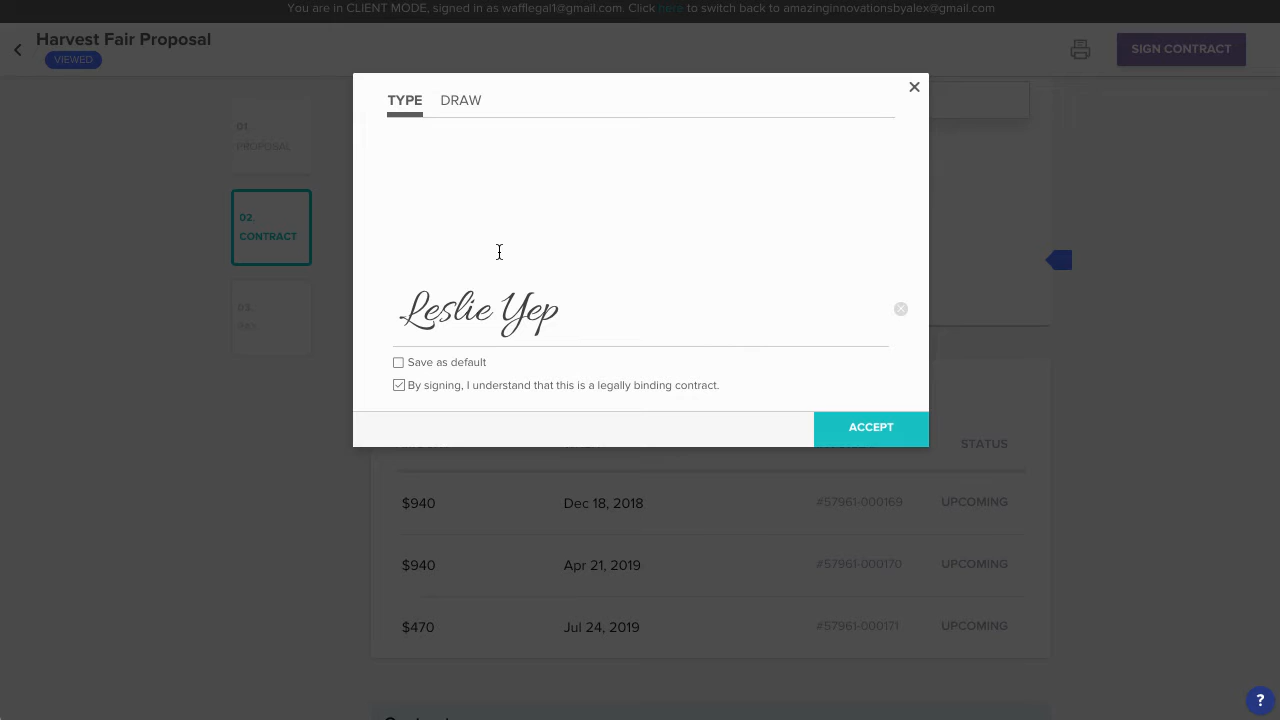 You are in CLIENT MODE, signed in as wafflegal1@gmail.com. Click here to switch back to amazinginnovationsbyalex@gmail.com
Harvest Fair Proposal
VIEWED
SIGN CONTRACT
TYPE DRAW
01.
PROPOSAL
02.
CONTRACT
03.
PAY
Leslie Yep
Save as default
By signing, I understand that this is a legally binding contract.
ACCEPT
STATUS
$940 Dec 18, 2018 #57961-000169 UPCOMING
$940 Apr 21, 2019 #57961-000170 UPCOMING
$470 Jul 24, 2019 #57961-000171 UPCOMING
?